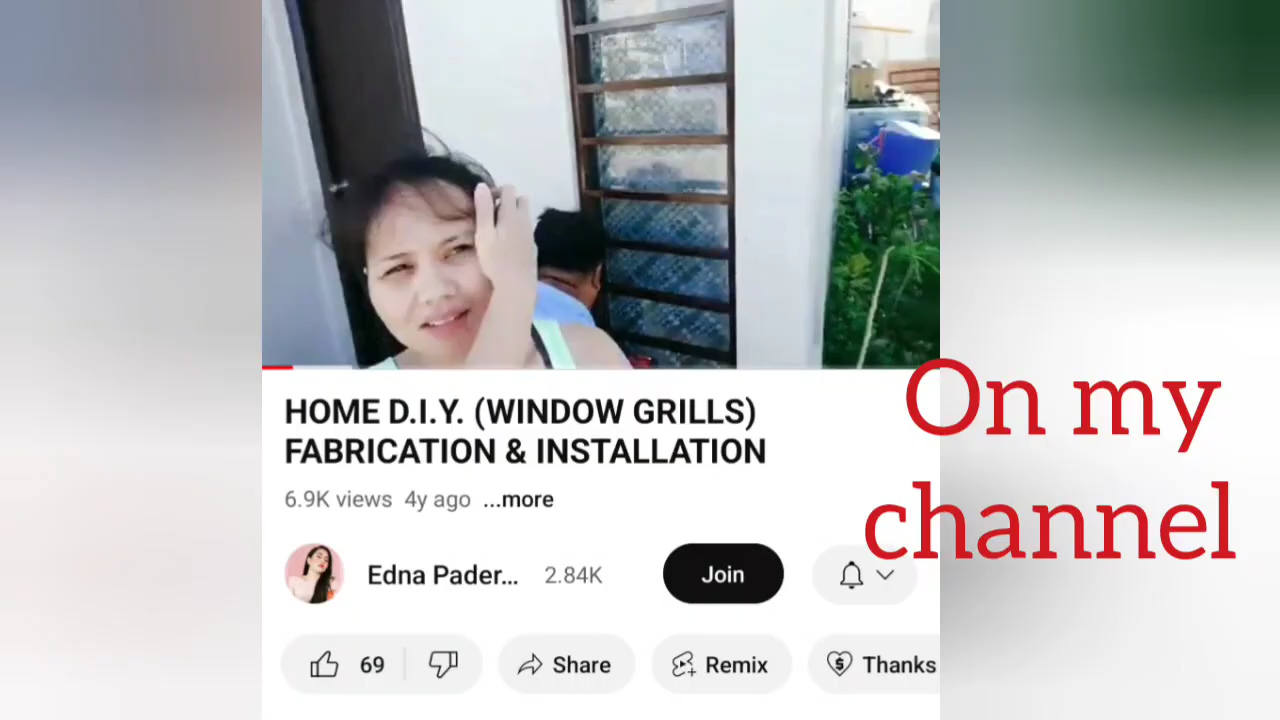 HOME D.I.Y. (WINDOW GRILLS)
FABRICATION & INSTALLATION
6.9K views 4y ago ...more
Edna Pader... 2.84K Join
69 Share Remix Thanks
On my
channel